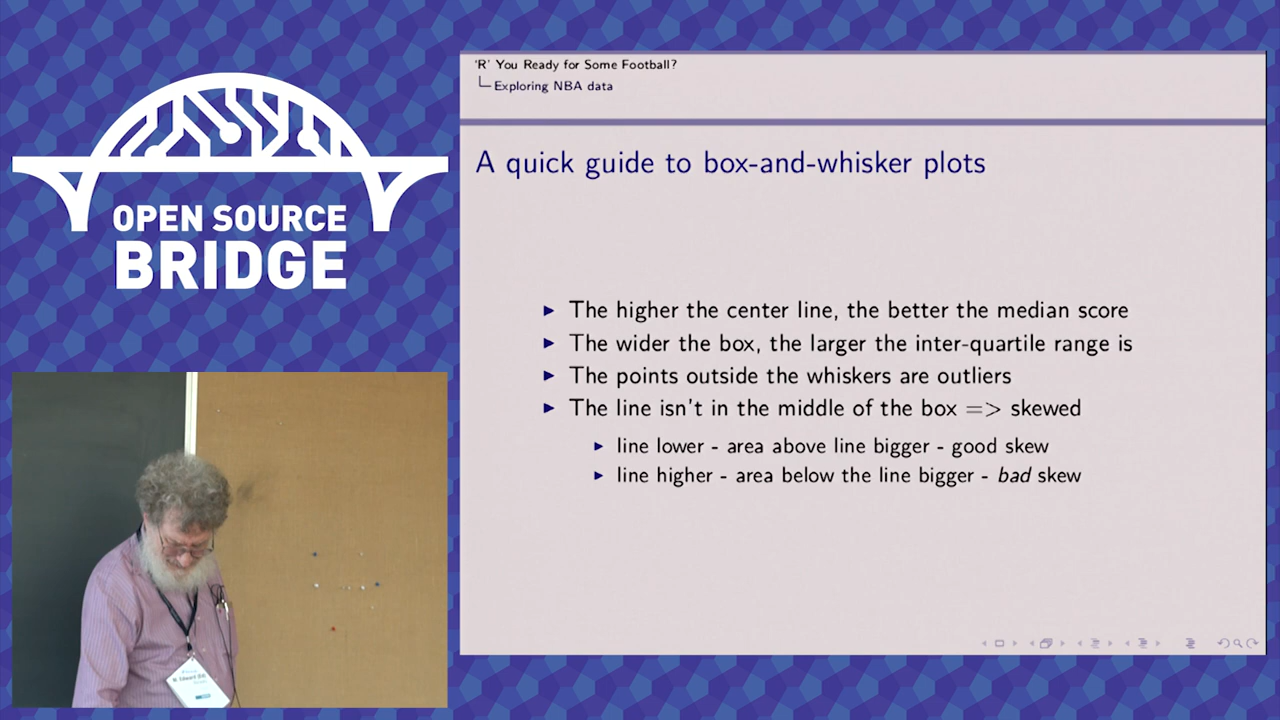 OPEN SOURCE
BRIDGE
'R' You Ready for Some Football?
Exploring NBA data
A quick guide to box-and-whisker plots
The higher the center line, the better the median score
The wider the box, the larger the inter-quartile range is
The points outside the whiskers are outliers
The line isn't in the middle of the box => skewed
line lower - area above line bigger - good skew
line higher - area below the line bigger - bad skew
M. Edward